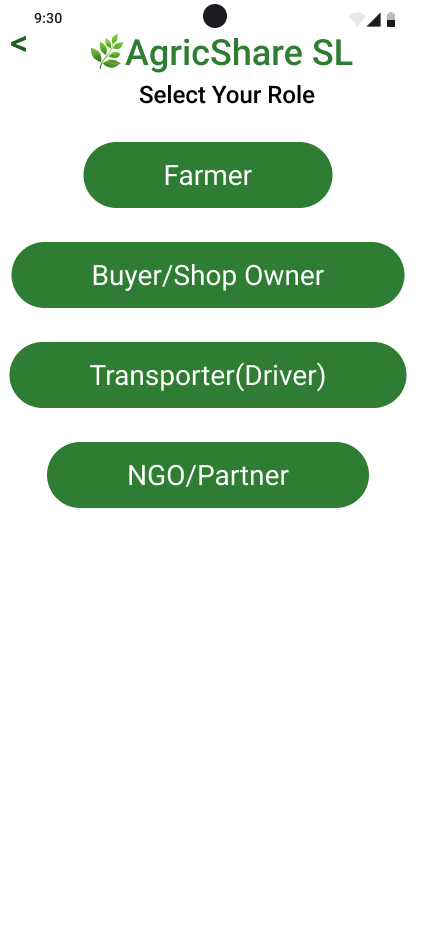 9:30
<
🌿AgricShare SL
Select Your Role
Farmer
Buyer/Shop Owner
Transporter(Driver)
NGO/Partner